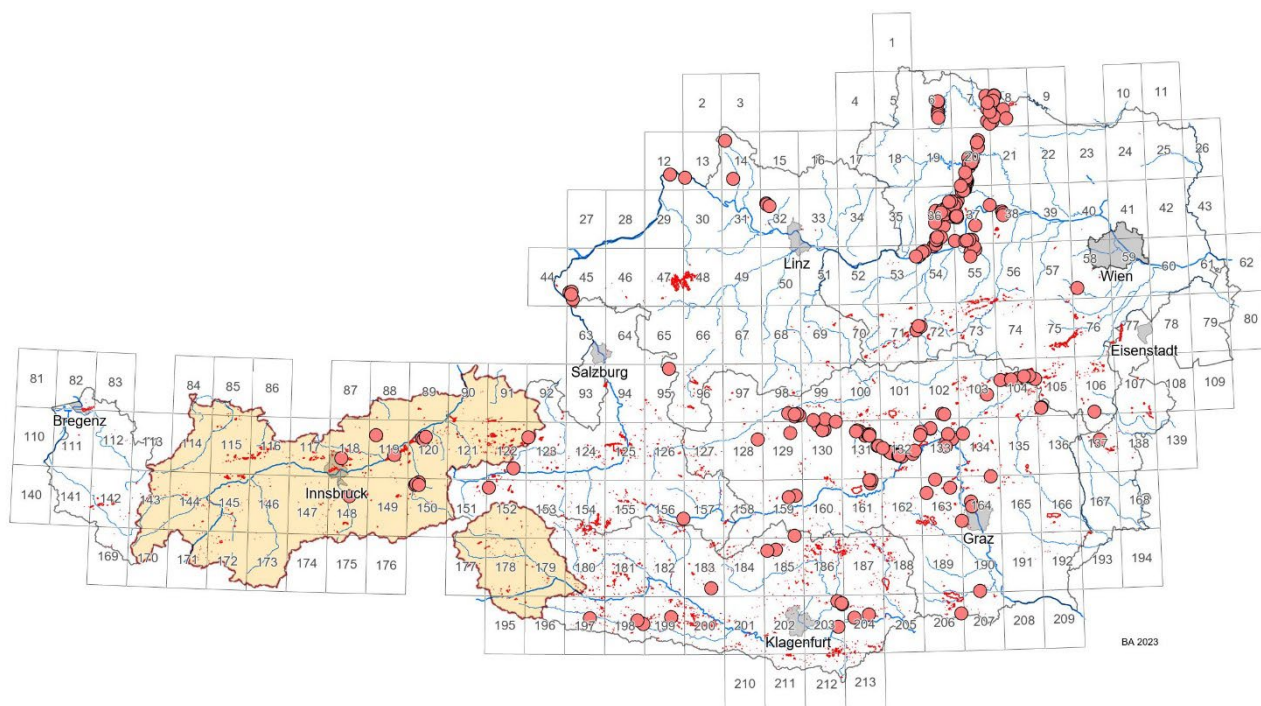 1
2 3 4 5 6 7 8 9 10 11
12 13 14 15 16 17 18 19 20 21 22 23 24 25 26
27 28 29 30 31 32 33 34 35 36 37 38 39 40 41 42 43
Linz Wien
44 45 46 47 48 49 50 51 52 53 54 55 56 57 58 59 60 61 62
63 64 65 66 67 68 69 70 71 72 73 74 75 76 77 78 79 80
Salzburg Eisenstadt
81 82 83 84 85 86 87 88 89 90 91 92 93 94 95 96 97 98 99 100 101 102 103 104 105 106 107 108 109
Bregenz
110 111 112 113 114 115 116 117 118 119 120 121 122 123 124 125 126 127 128 129 130 131 132 133 134 135 136 137 138 139
Innsbruck
140 141 142 143 144 145 146 147 148 149 150 151 152 153 154 155 156 157 158 159 160 161 162 163 164 165 166 167 168
Graz
169 170 171 172 173 174 175 176 177 178 179 180 181 182 183 184 185 186 187 188 189 190 191 192 193 194
195 196 197 198 199 200 201 202 203 204 205 206 207 208 209
Klagenfurt
BA 2023
210 211 212 213